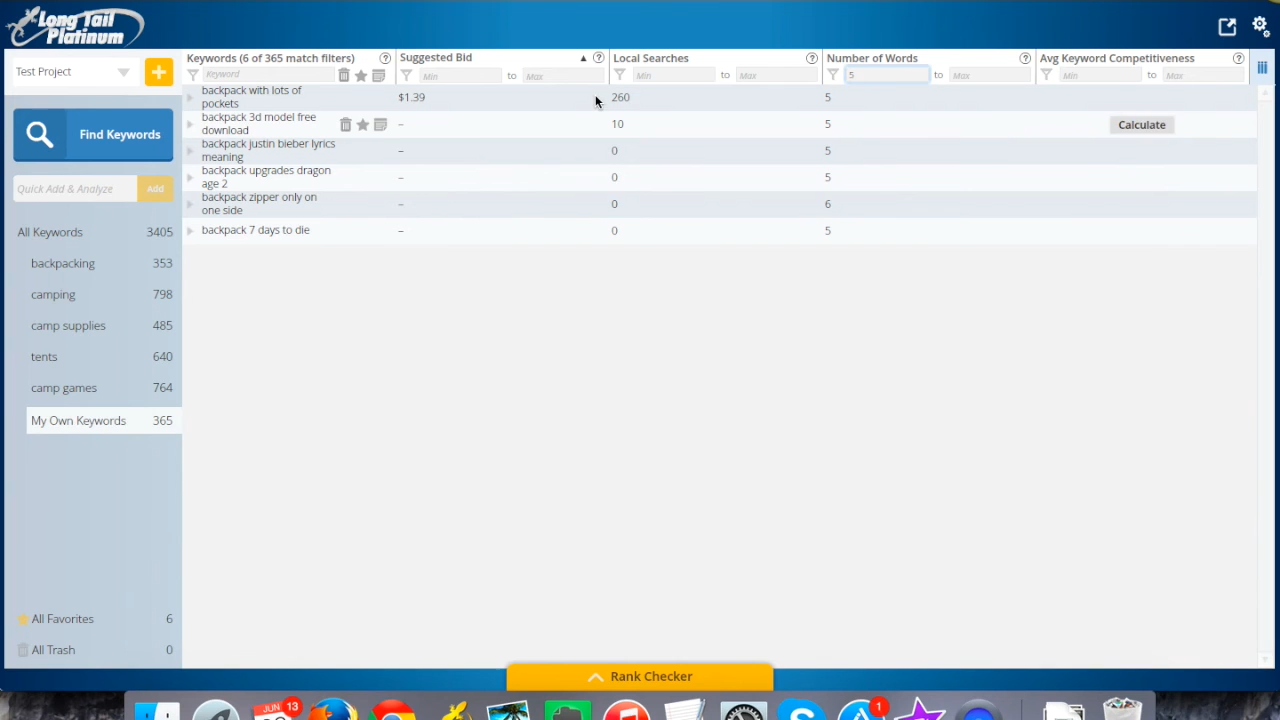 Long Tail
Platinum
Test Project
+
Find Keywords
Quick Add & Analyze
Add
All Keywords 3405
backpacking 353
camping 798
camp supplies 485
tents 640
camp games 764
My Own Keywords 365
All Favorites 6
All Trash 0
Keywords (6 of 365 match filters) ?
Keyword
Suggested Bid ▲ ?
Min to Max
Local Searches ?
Min to Max
Number of Words ?
5 to Max
Avg Keyword Competitiveness ?
Min to Max
backpack with lots of
pockets
$1.39 260 5
backpack 3d model free
download
– 10 5 Calculate
backpack justin bieber lyrics
meaning
– 0 5
backpack upgrades dragon
age 2
– 0 5
backpack zipper only on
one side
– 0 6
backpack 7 days to die – 0 5
Rank Checker
JUN 13
1